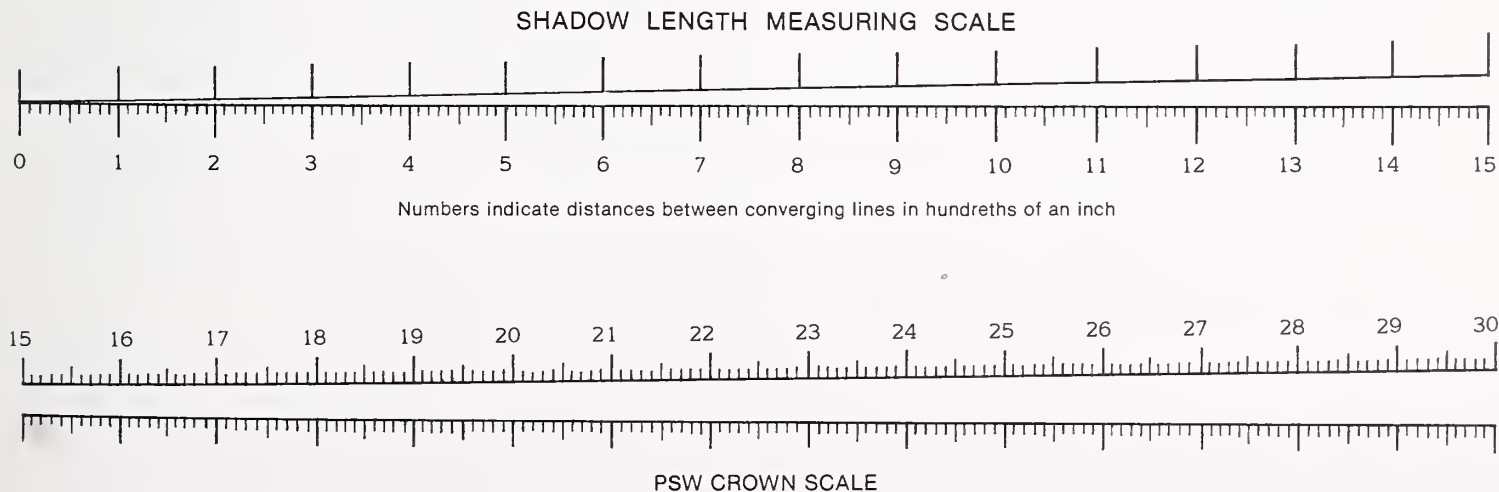 SHADOW LENGTH MEASURING SCALE
0 1 2 3 4 5 6 7 8 9 10 11 12 13 14 15
Numbers indicate distances between converging lines in hundreths of an inch
15 16 17 18 19 20 21 22 23 24 25 26 27 28 29 30
PSW CROWN SCALE